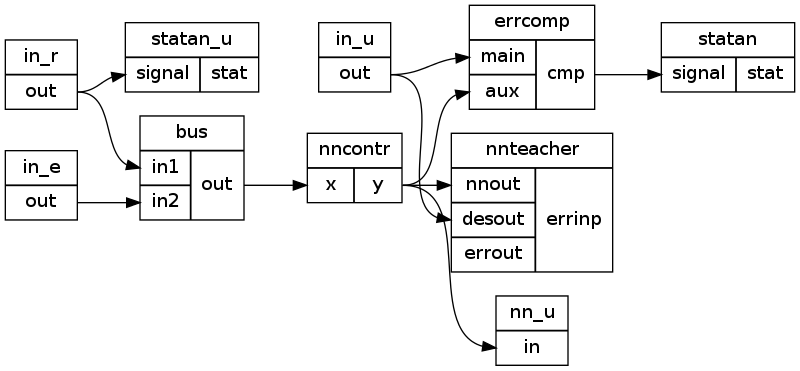 in_r
out
statan_u
signal stat
in_u
out
errcomp
main
aux
cmp
statan
signal stat
in_e
out
bus
in1
in2
out
nncontr
x y
nnteacher
nnout
desout
errout
errinp
nn_u
in